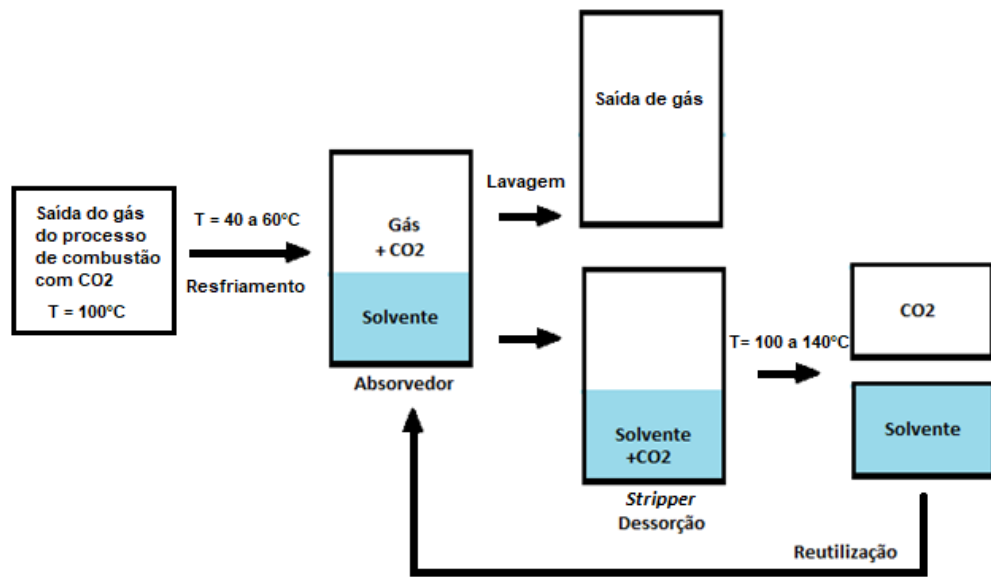 Saída do gás
do processo
de combustão
com CO2
T = 100°C
T = 40 a 60°C
Resfriamento
Gás
+ CO2
Solvente
Absorvedor
Lavagem
Saída de gás
Solvente
+CO2
Stripper
Dessorção
T= 100 a 140°C
CO2
Solvente
Reutilização